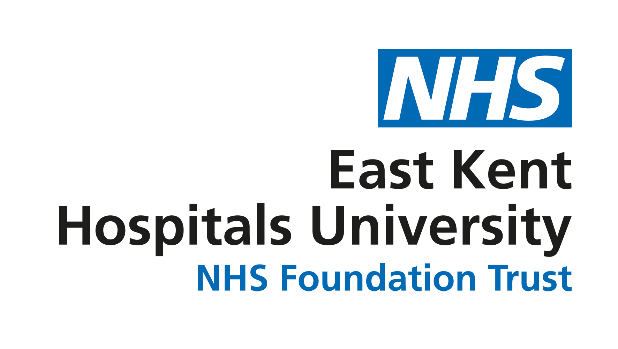 NHS
East Kent
Hospitals University
NHS Foundation Trust